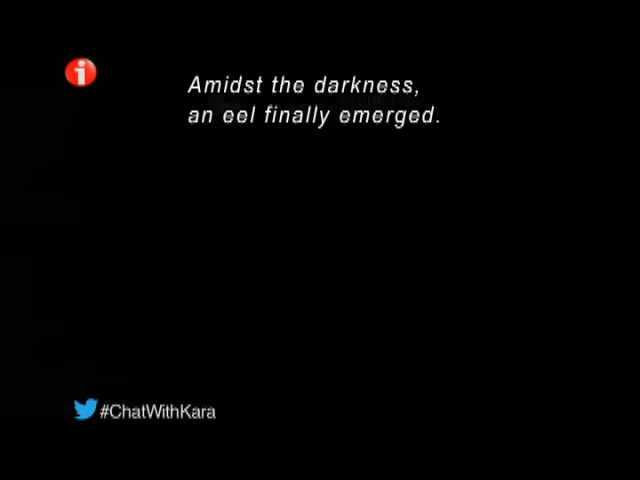 i
Amidst the darkness,
an eel finally emerged.
#ChatWithKara